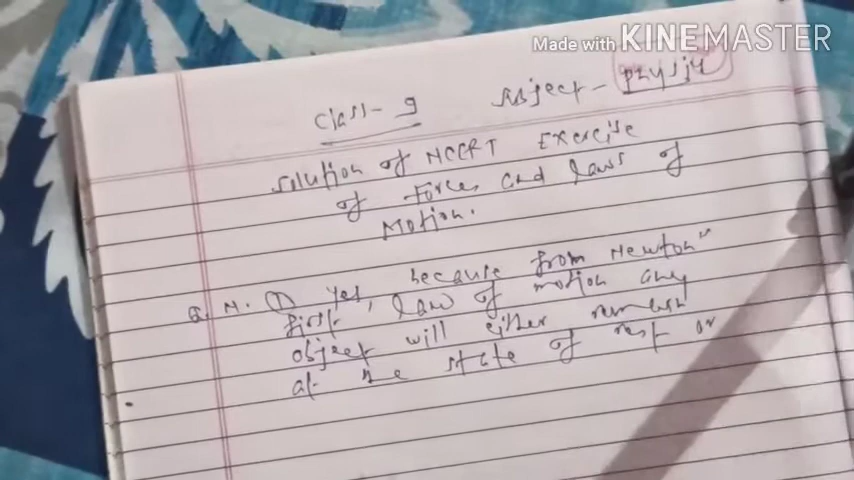 Made with KINEMASTER
Class - 9 Subject - Physics
Solution of NCERT Exercise
of Forces and laws of
Motion.
Q. N. ① Yes, because from Newton"
first law of motion any
object will either remain
at the state of rest or